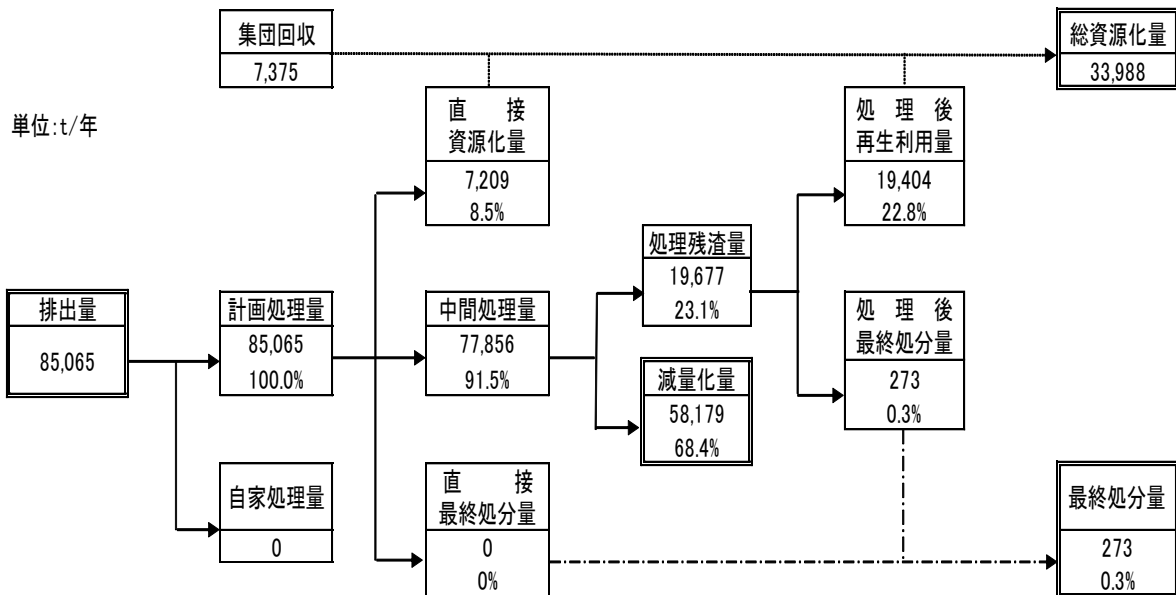 集団回収
7,375
総資源化量
33,988
単位:t/年
直　接
資源化量
7,209
8.5%
処　理　後
再生利用量
19,404
22.8%
処理残渣量
19,677
23.1%
排出量
85,065
計画処理量
85,065
100.0%
中間処理量
77,856
91.5%
処　理　後
最終処分量
273
0.3%
減量化量
58,179
68.4%
自家処理量
0
直　接
最終処分量
0
0%
最終処分量
273
0.3%